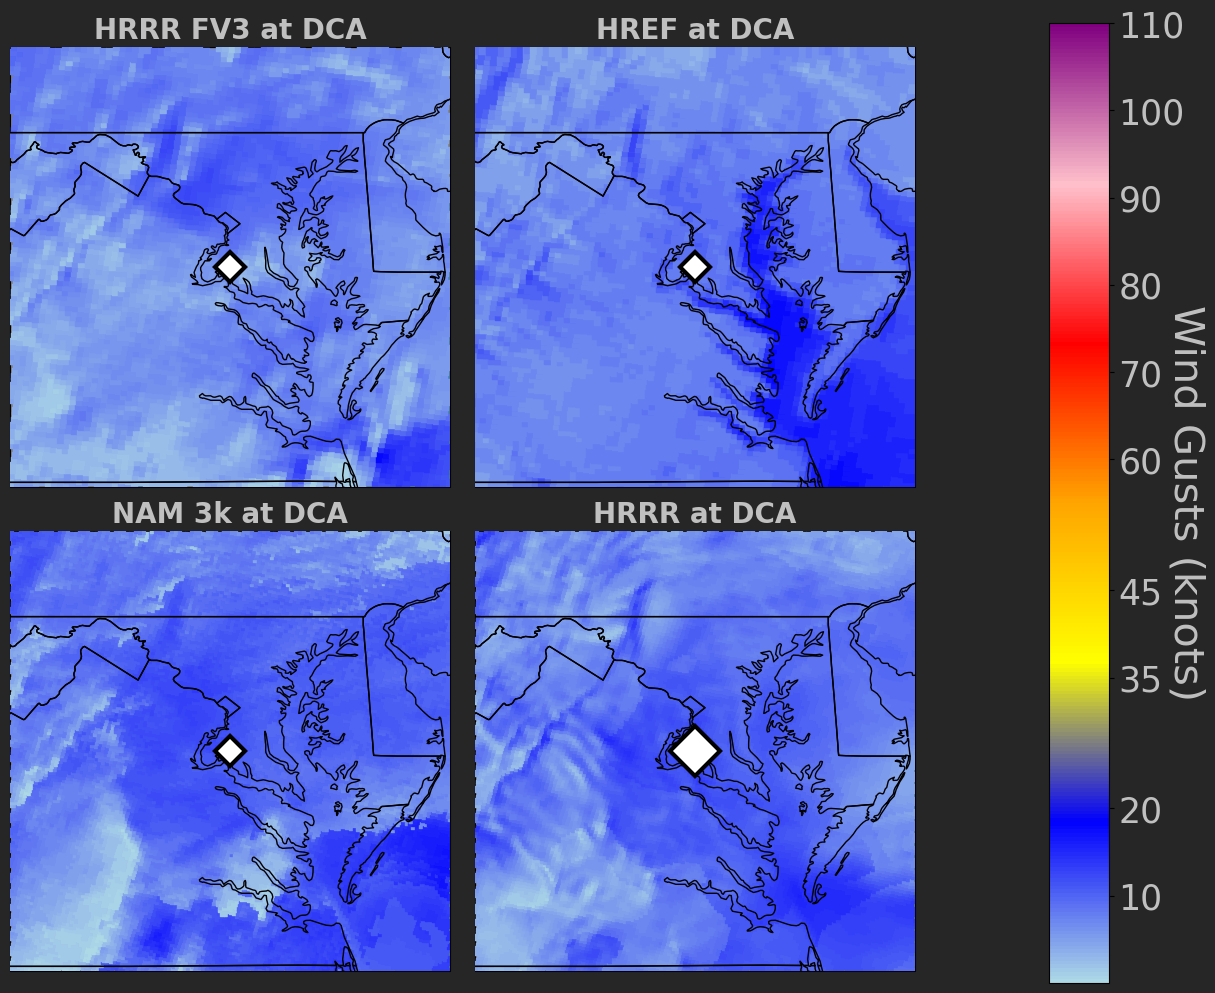 HRRR FV3 at DCA
HREF at DCA
NAM 3k at DCA
HRRR at DCA
110
100
90
80
70
60
45
35
20
10
Wind Gusts (knots)